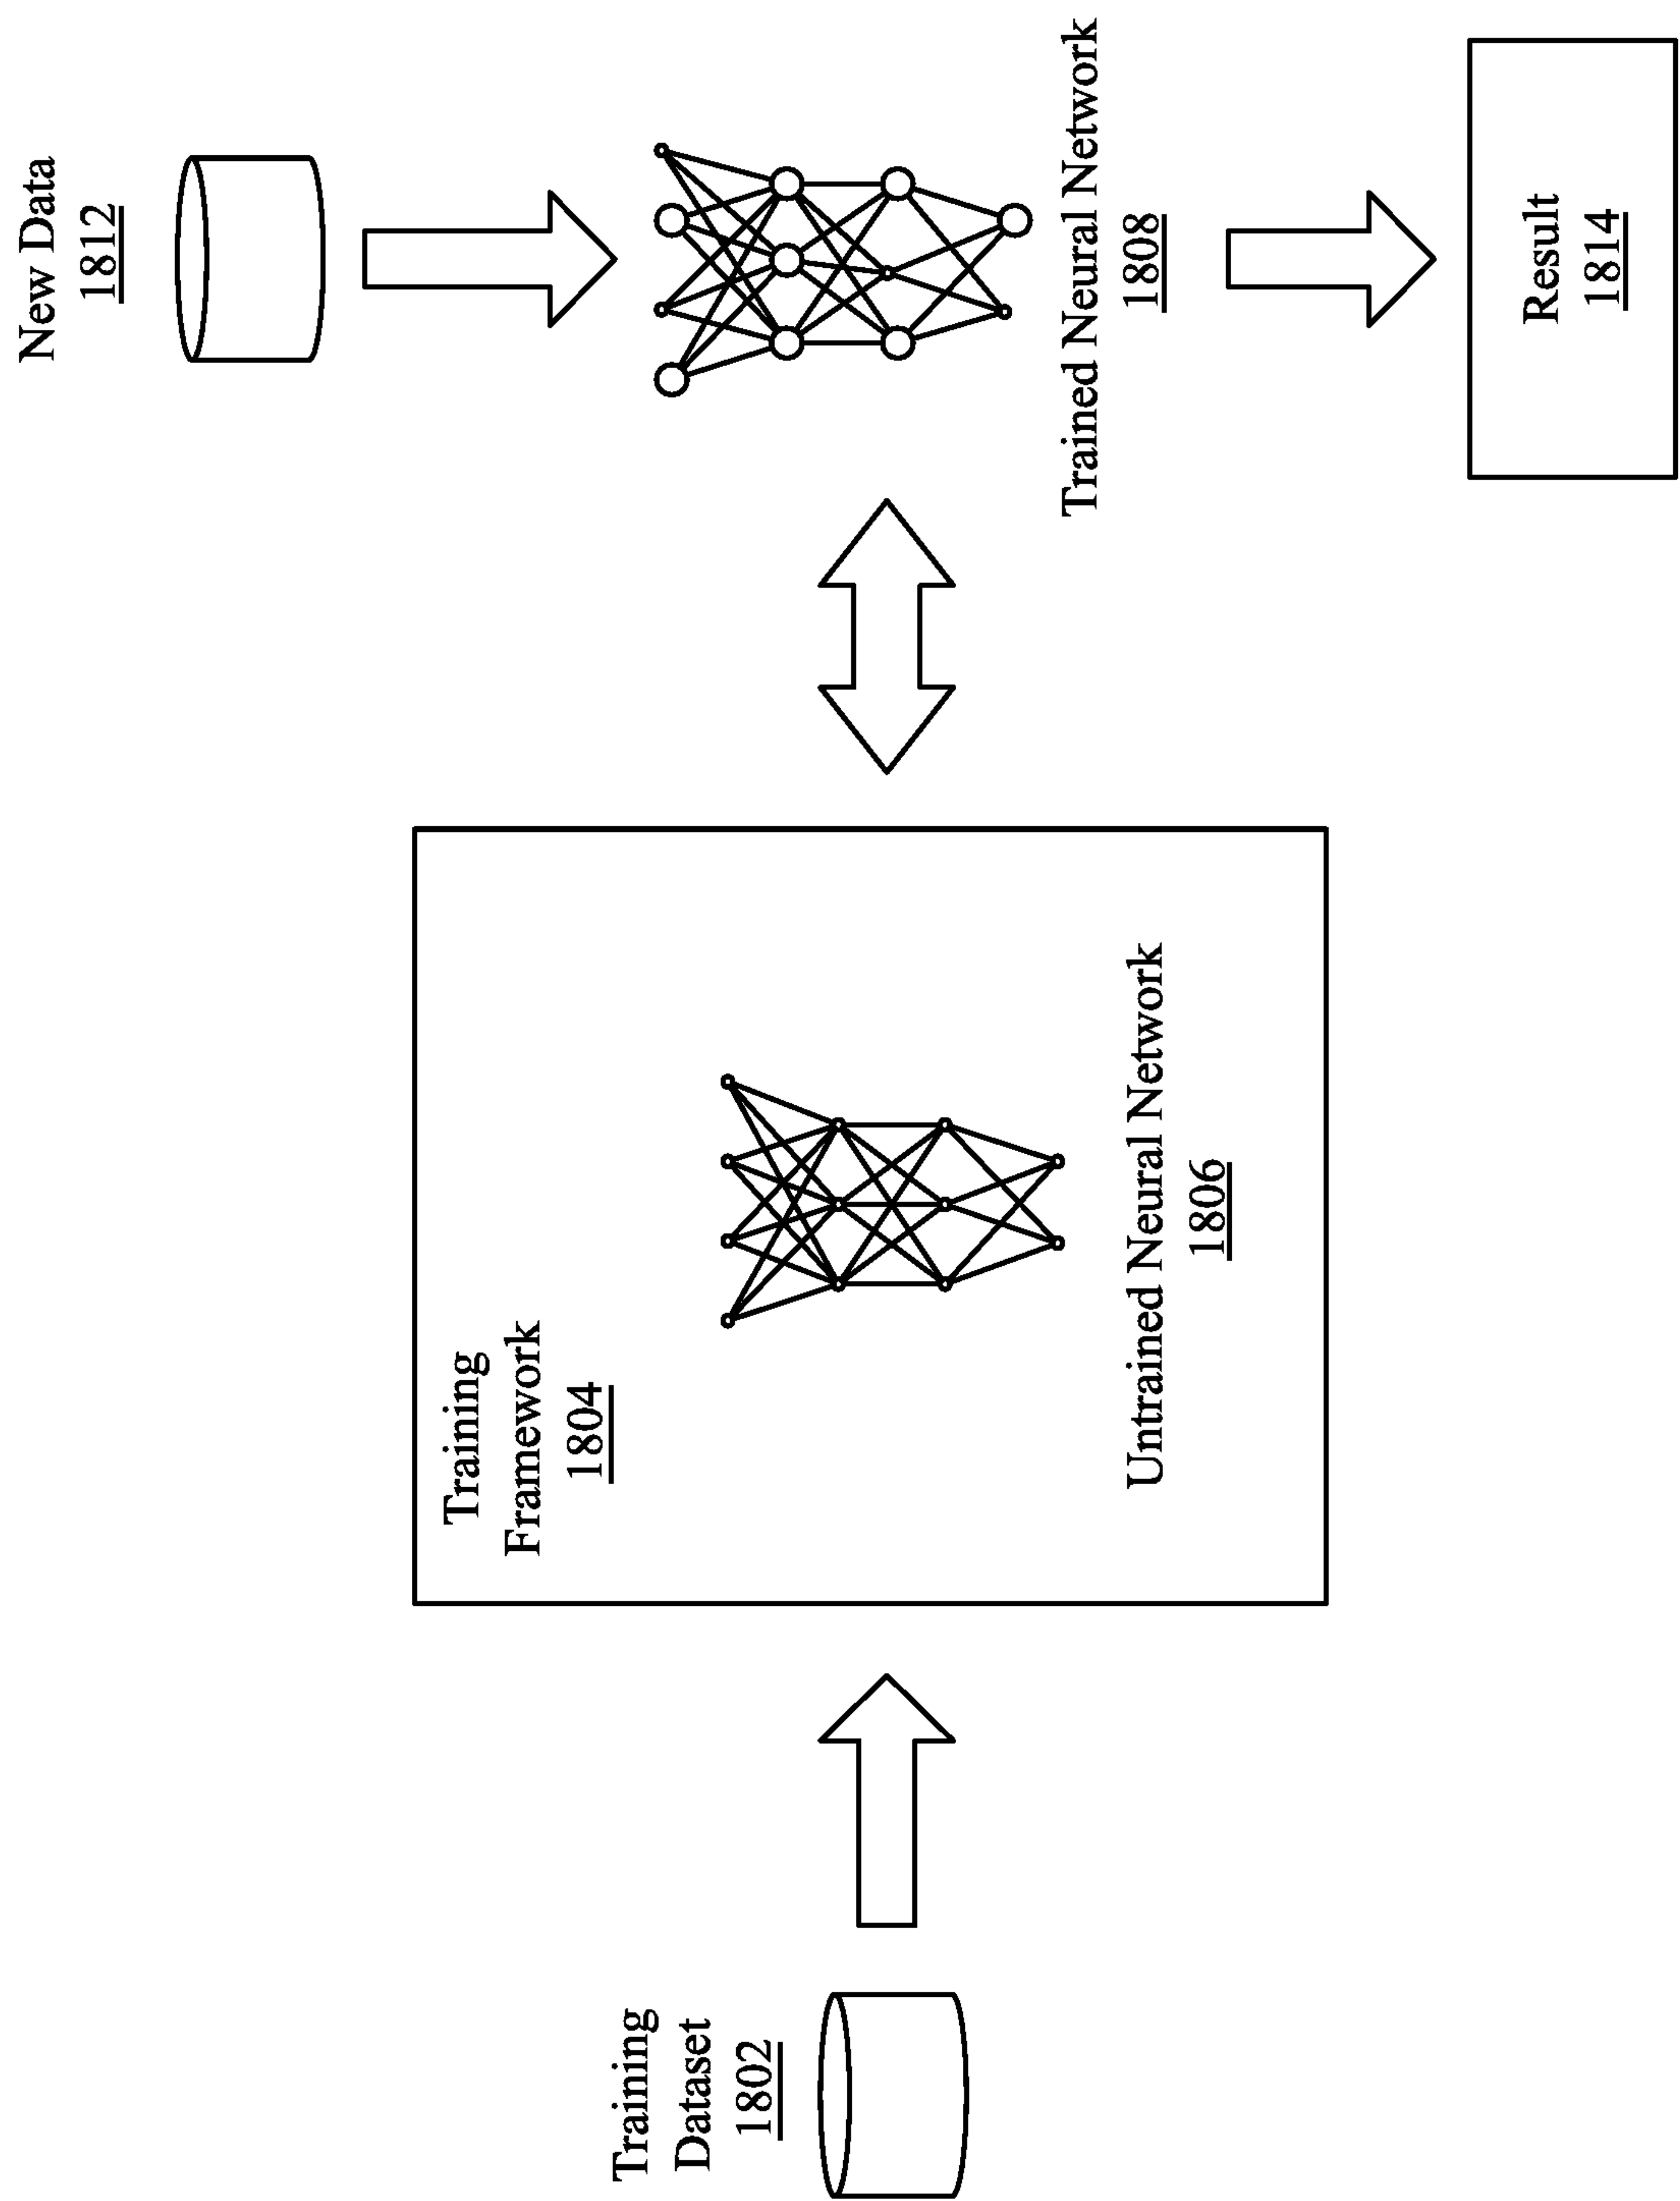 Training
Dataset
1802
Training
Framework
1804
Untrained Neural Network
1806
New Data
1812
Trained Neural Network
1808
Result
1814